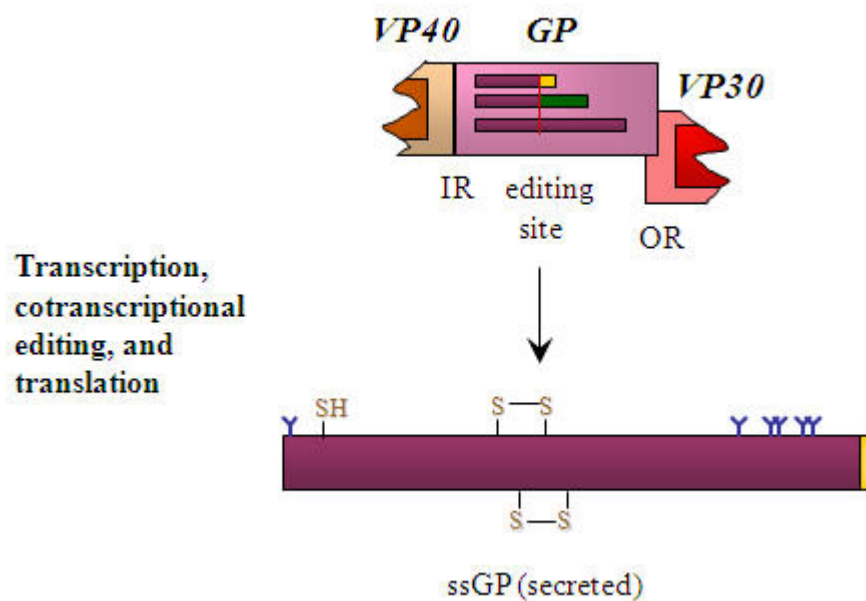 VP40 GP
VP30
IR editing
site
OR
Transcription,
cotranscriptional
editing, and
translation
SH
S S
S S
ssGP (secreted)